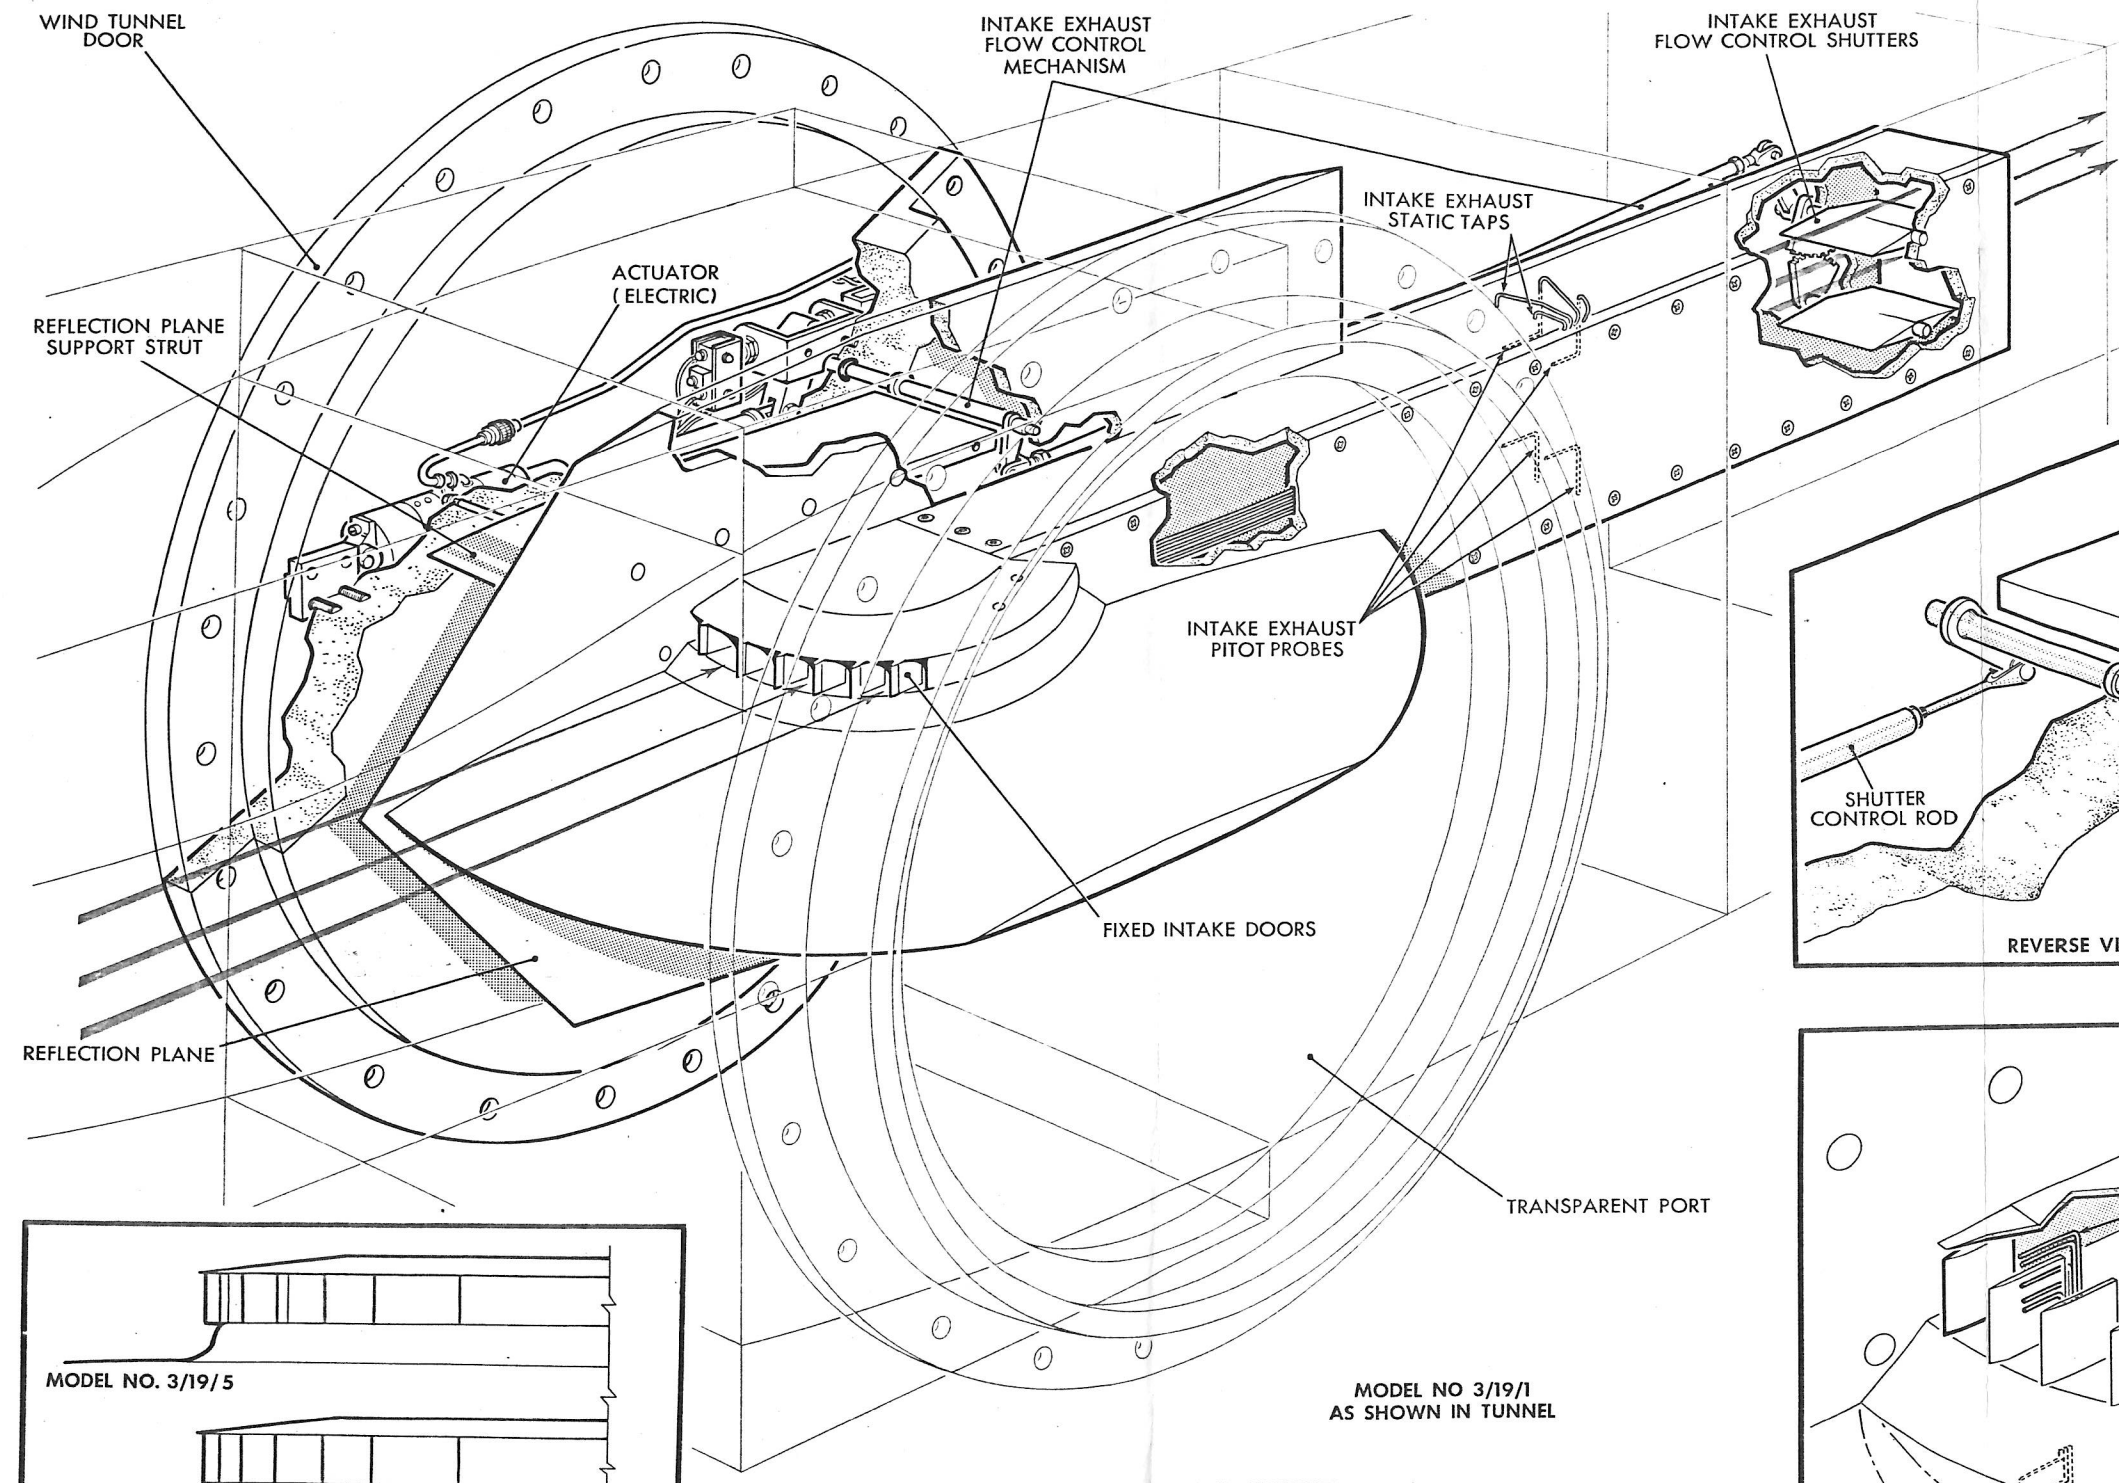 WIND TUNNEL
DOOR
INTAKE EXHAUST
FLOW CONTROL
MECHANISM
INTAKE EXHAUST
FLOW CONTROL SHUTTERS
INTAKE EXHAUST
STATIC TAPS
ACTUATOR
(ELECTRIC)
REFLECTION PLANE
SUPPORT STRUT
INTAKE EXHAUST
PITOT PROBES
SHUTTER
CONTROL ROD
FIXED INTAKE DOORS
REVERSE
REFLECTION PLANE
TRANSPARENT PORT
MODEL NO. 3/19/5
MODEL NO 3/19/1
AS SHOWN IN TUNNEL